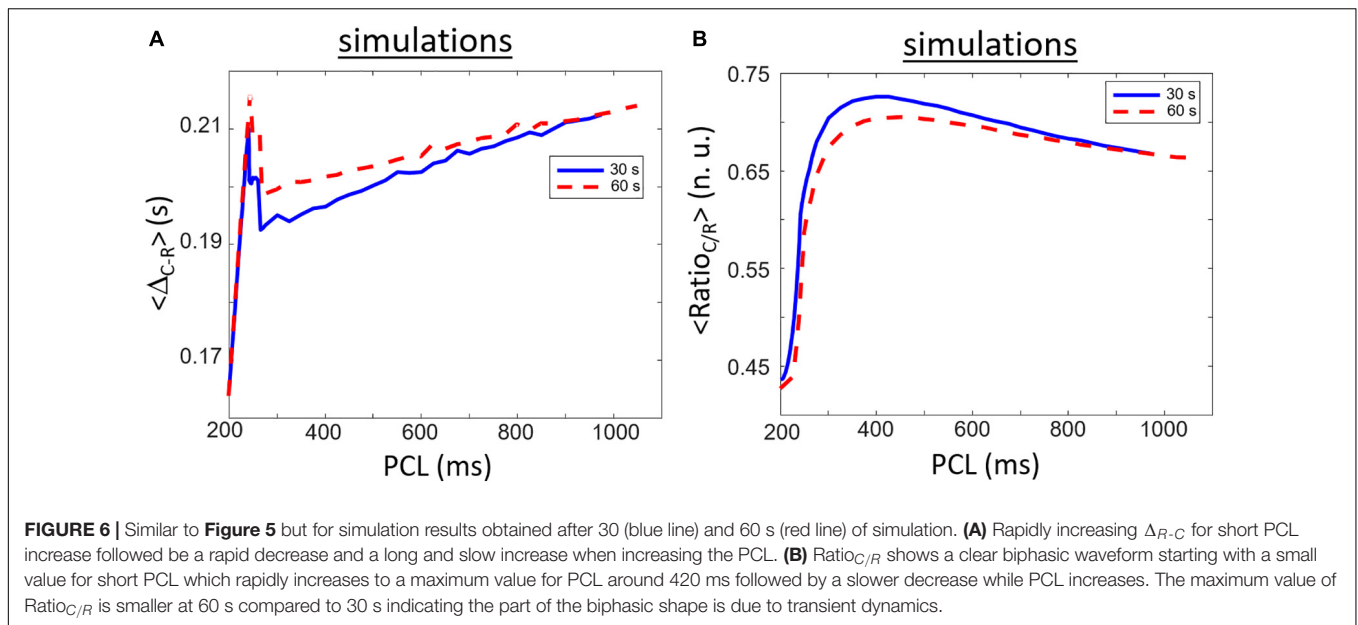 A
simulations
30 s
60 s
0.21
0.19
0.17
<Δ_{C-R}> (s)
200 400 600 800 1000
PCL (ms)
B
simulations
30 s
60 s
0.75
0.65
0.55
0.45
<Ratio_{C/R}> (n. u.)
200 400 600 800 1000
PCL (ms)
FIGURE 6 | Similar to Figure 5 but for simulation results obtained after 30 (blue line) and 60 s (red line) of simulation. (A) Rapidly increasing Δ_{R-C} for short PCL
increase followed be a rapid decrease and a long and slow increase when increasing the PCL. (B) Ratio_{C/R} shows a clear biphasic waveform starting with a small
value for short PCL which rapidly increases to a maximum value for PCL around 420 ms followed by a slower decrease while PCL increases. The maximum value of
Ratio_{C/R} is smaller at 60 s compared to 30 s indicating the part of the biphasic shape is due to transient dynamics.